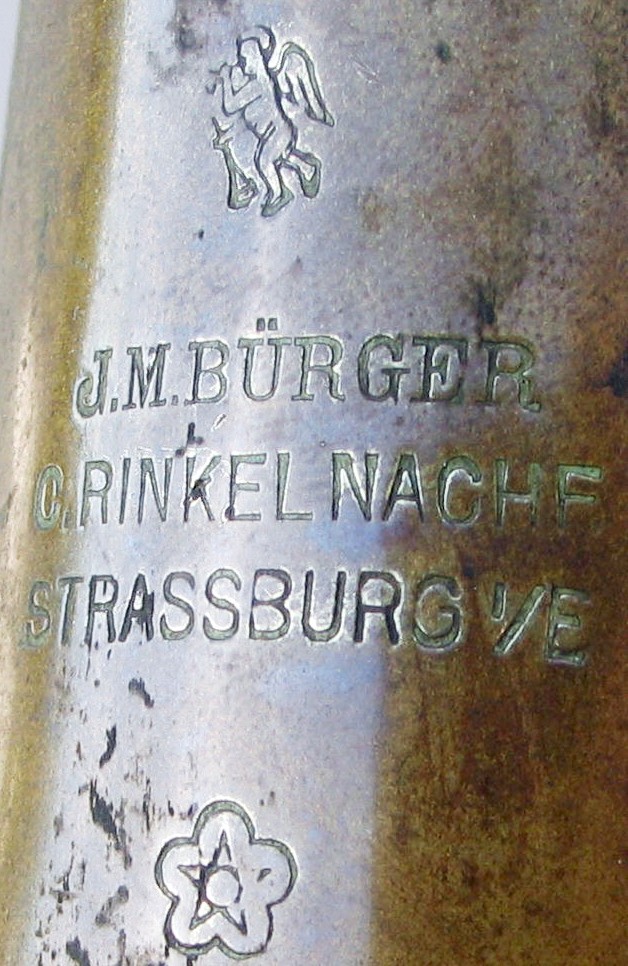 J.M.BÜRGER
C.RINKEL NACHF
STRASSBURG I/E